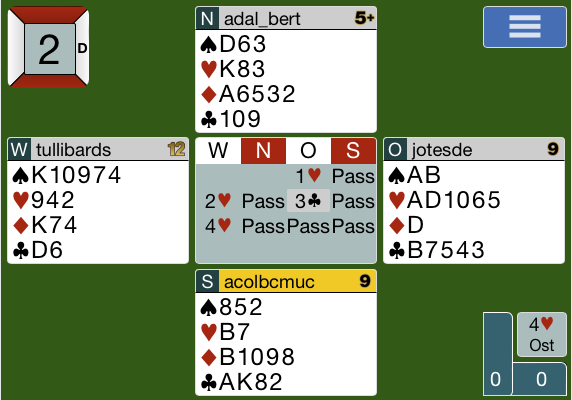 2 D
N adal_bert 5+
♠D63
♥K83
♦A6532
♣109
W tullibards 12
♠K10974
♥942
♦K74
♣D6
W N O S
1♥ Pass
2♥ Pass 3♣ Pass
4♥ Pass Pass Pass
O jotesde 9
♠AB
♥AD1065
♦D
♣B7543
S acolbcmuc 9
♠852
♥B7
♦B1098
♣AK82
4♥
Ost
0 0